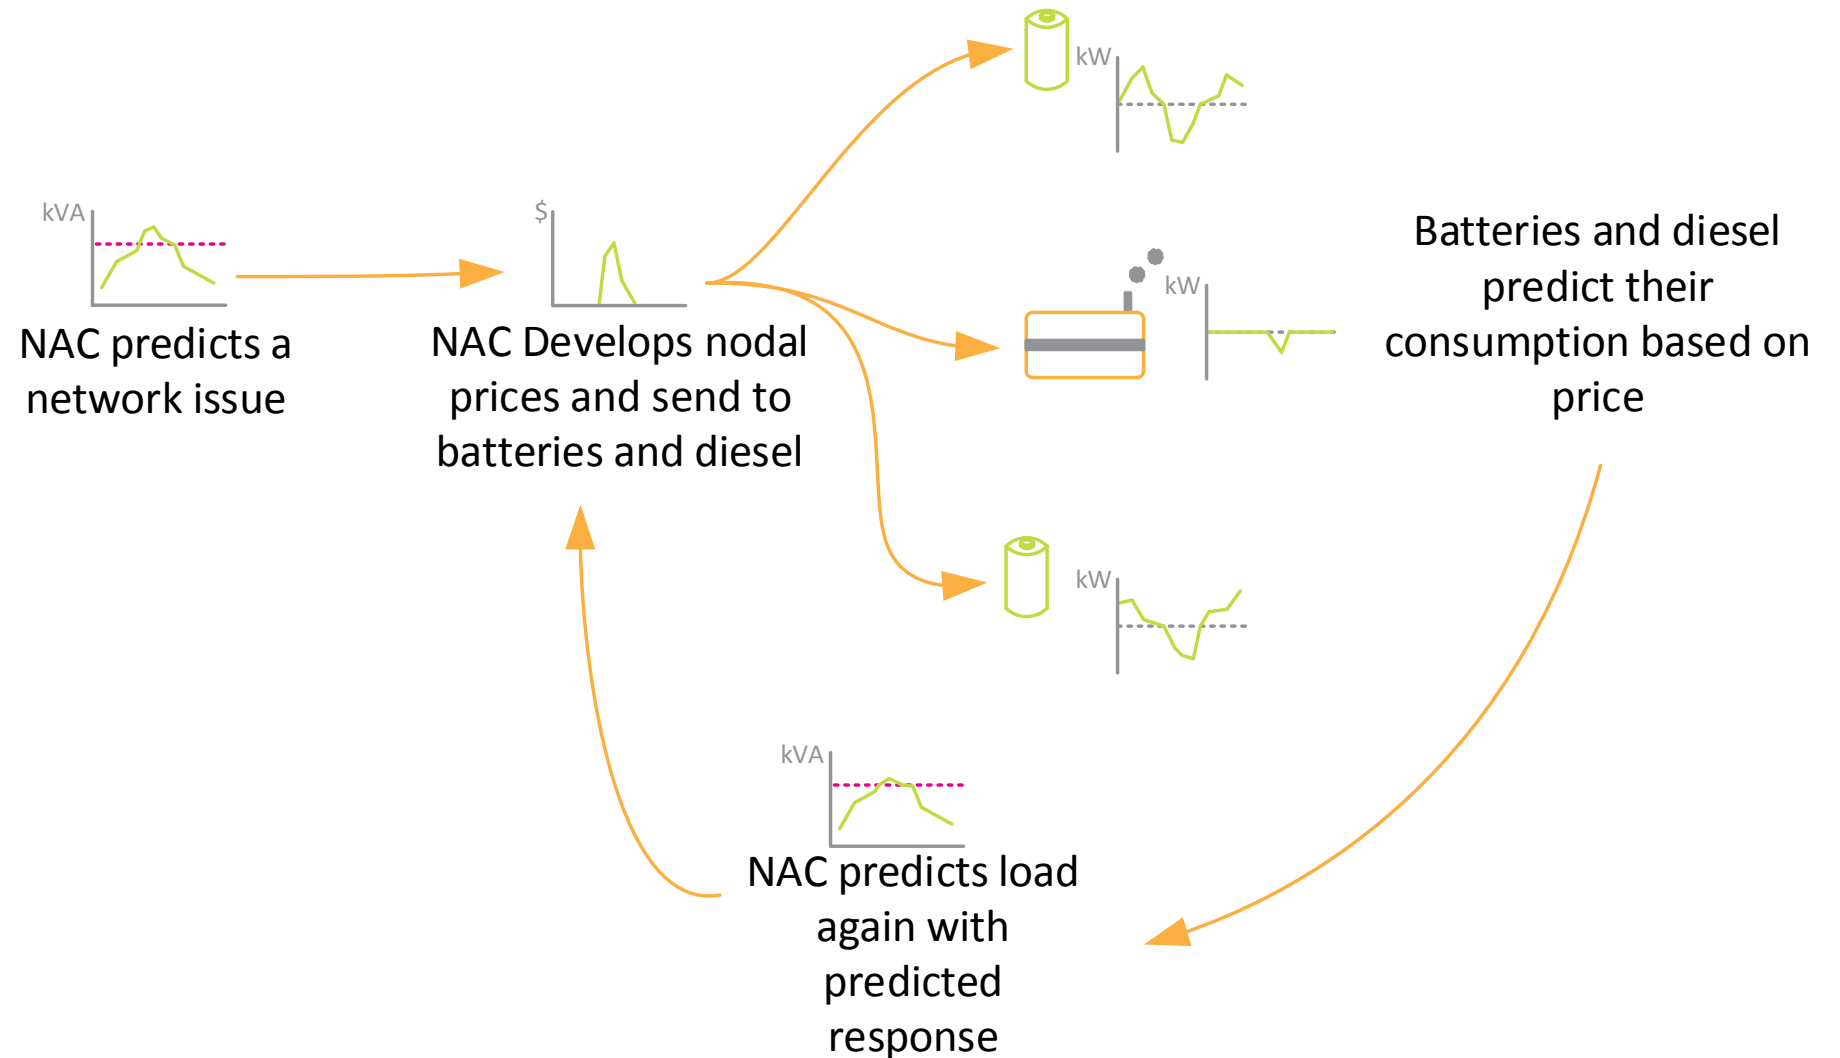 kVA
NAC predicts a
network issue
$
NAC Develops nodal
prices and send to
batteries and diesel
kW
kW
kW
Batteries and diesel
predict their
consumption based on
price
kVA
NAC predicts load
again with
predicted
response